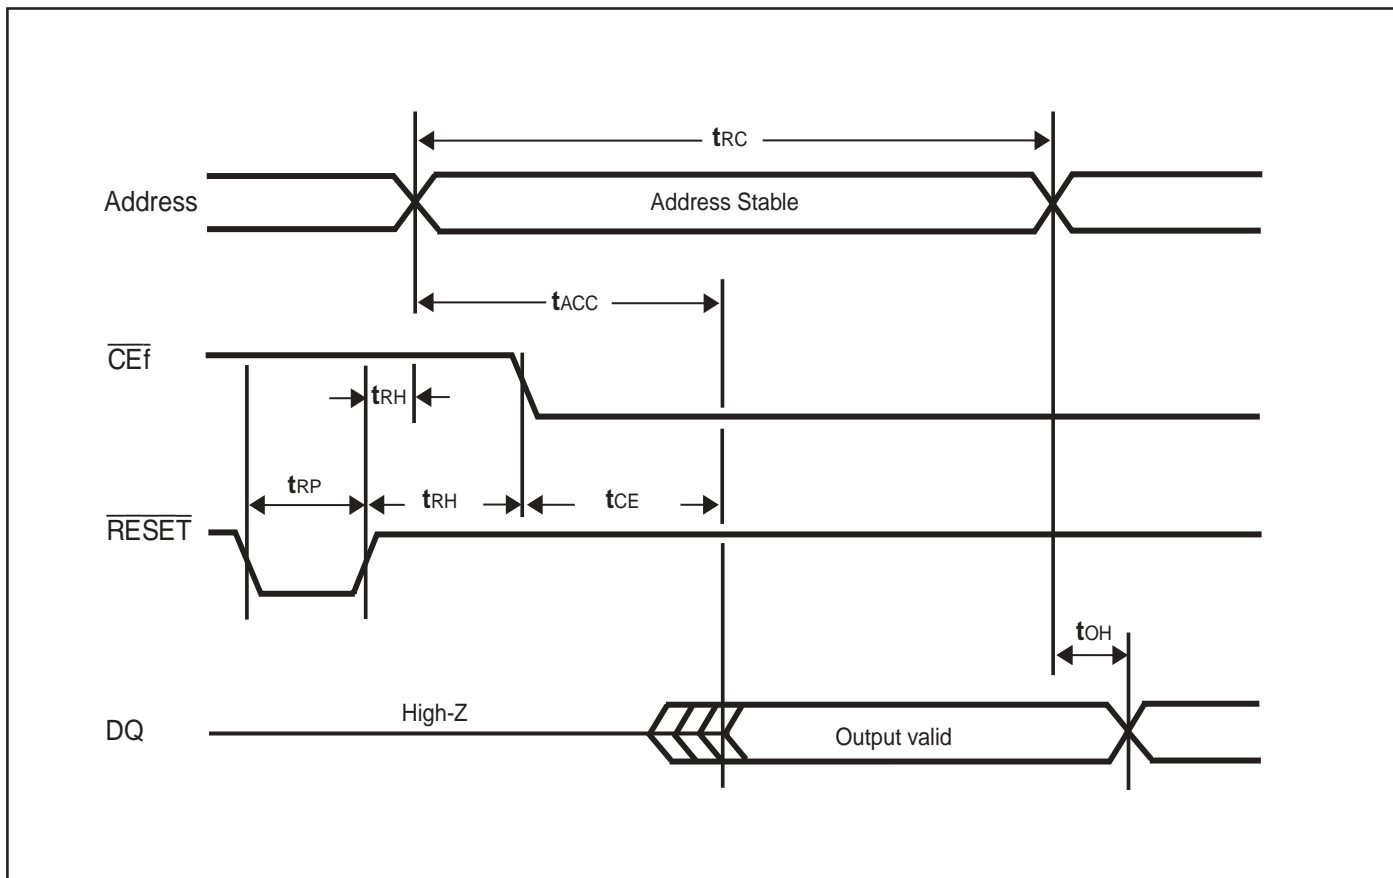 tRC
Address
Address Stable
tACC
CEf
tRH
tRP
tRH
tCE
RESET
tOH
High-Z
DQ
Output valid